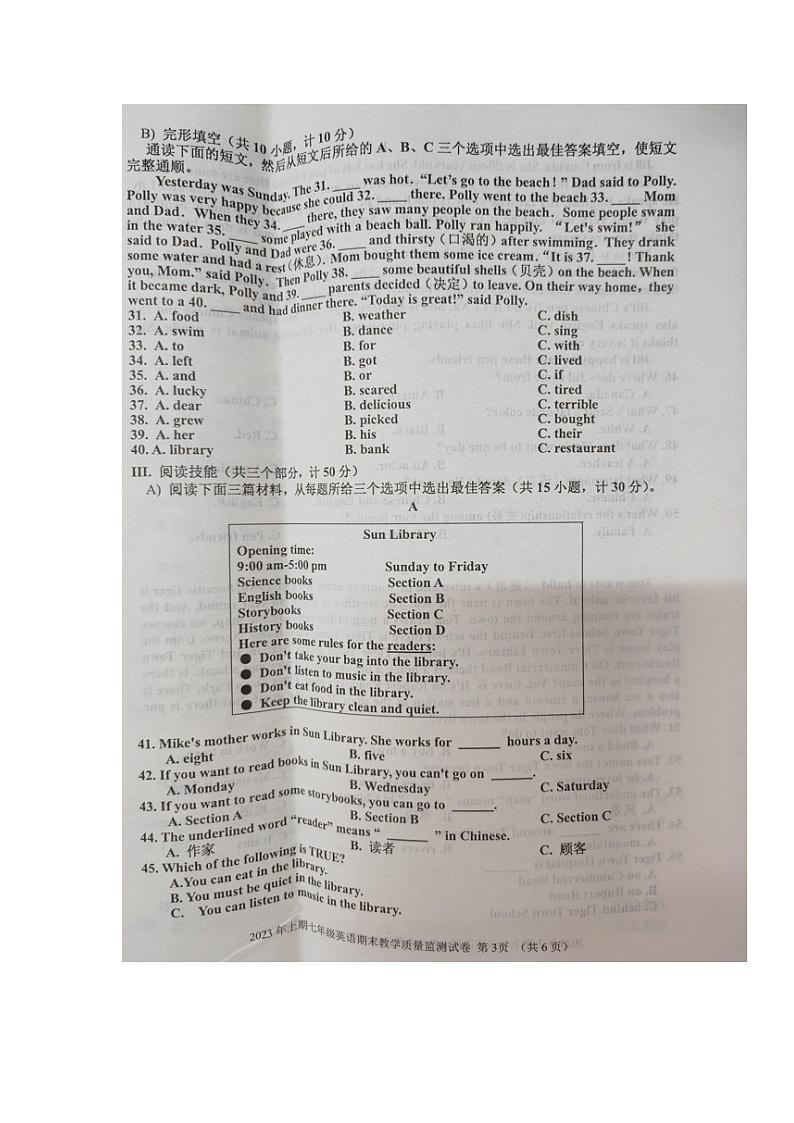 B) 完形填空（共 10 小题，计 10 分）
通读下面的短文，然后从短文后所给的 A、B、C 三个选项中选出最佳答案填空，使短文
完整通顺。
Yesterday was Sunday. The 31. ____ was hot. “Let's go to the beach！” Dad said to Polly.
Polly was very happy because she could 32. ____ there. Polly went to the beach 33. ____ Mom
and Dad. When they 34. ____ there, they saw many people on the beach. Some people swam
in the water 35. ____ some played with a beach ball. Polly ran happily. “Let's swim!” she
said to Dad. Polly and Dad were 36. ____ and thirsty (口渴的) after swimming. They drank
some water and had a rest (休息). Mom bought them some ice cream. “It is 37. ____ ! Thank
you, Mom.” said Polly. Then Polly 38. ____ some beautiful shells (贝壳) on the beach. When
it became dark, Polly and 39. ____ parents decided (决定) to leave. On their way home, they
went to a 40. ____ and had dinner there. “Today is great!” said Polly.
31. A. food B. weather C. dish
32. A. swim B. dance C. sing
33. A. to B. for C. with
34. A. left B. got C. lived
35. A. and B. or C. if
36. A. lucky B. scared C. tired
37. A. dear B. delicious C. terrible
38. A. grew B. picked C. bought
39. A. her B. his C. their
40. A. library B. bank C. restaurant
III. 阅读技能（共三个部分，计 50 分）
A) 阅读下面三篇材料，从每题所给三个选项中选出最佳答案（共 15 小题，计 30 分）。
A
Sun Library
Opening time:
9:00 am-5:00 pm Sunday to Friday
Science books Section A
English books Section B
Storybooks Section C
History books Section D
Here are some rules for the readers:
● Don't take your bag into the library.
● Don't listen to music in the library.
● Don't eat food in the library.
● Keep the library clean and quiet.
41. Mike's mother works in Sun Library. She works for ____ hours a day.
A. eight B. five C. six
42. If you want to read books in Sun Library, you can't go on ____.
A. Monday B. Wednesday C. Saturday
43. If you want to read some storybooks, you can go to ____.
A. Section A B. Section B C. Section C
44. The underlined word “reader” means “ ____ ” in Chinese.
A. 作家 B. 读者 C. 顾客
45. Which of the following is TRUE?
A.You can eat in the library.
B. You must be quiet in the library.
C. You can listen to music in the library.
2023 年上期七年级英语期末教学质量监测试卷 第 3页 （共 6 页）